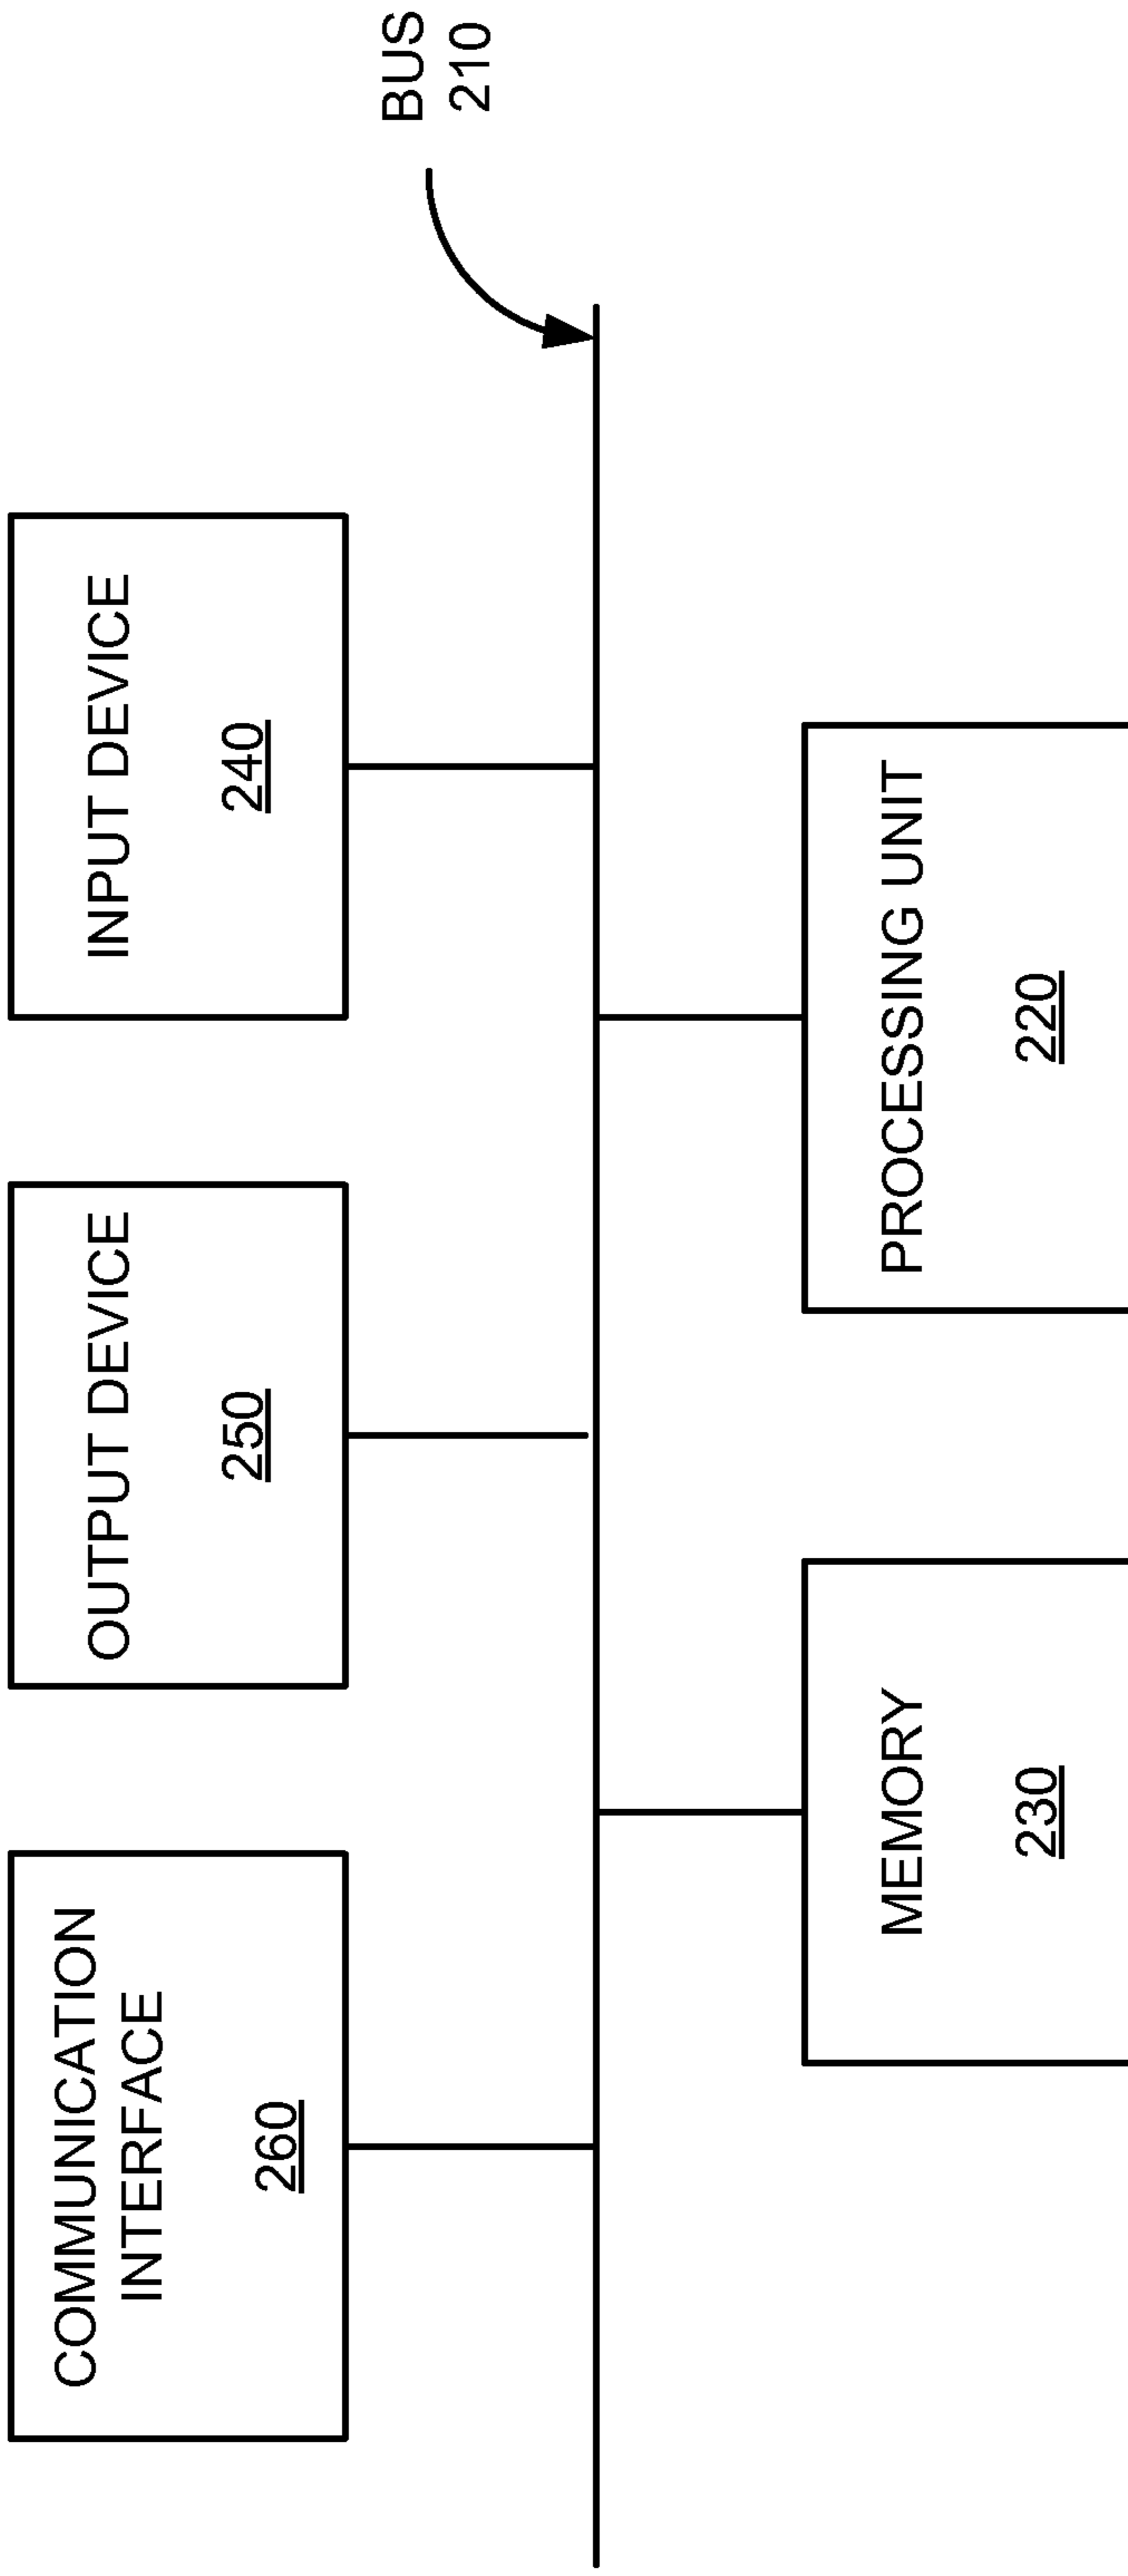 COMMUNICATION
INTERFACE
260
OUTPUT DEVICE
250
INPUT DEVICE
240
BUS
210
MEMORY
230
PROCESSING UNIT
220